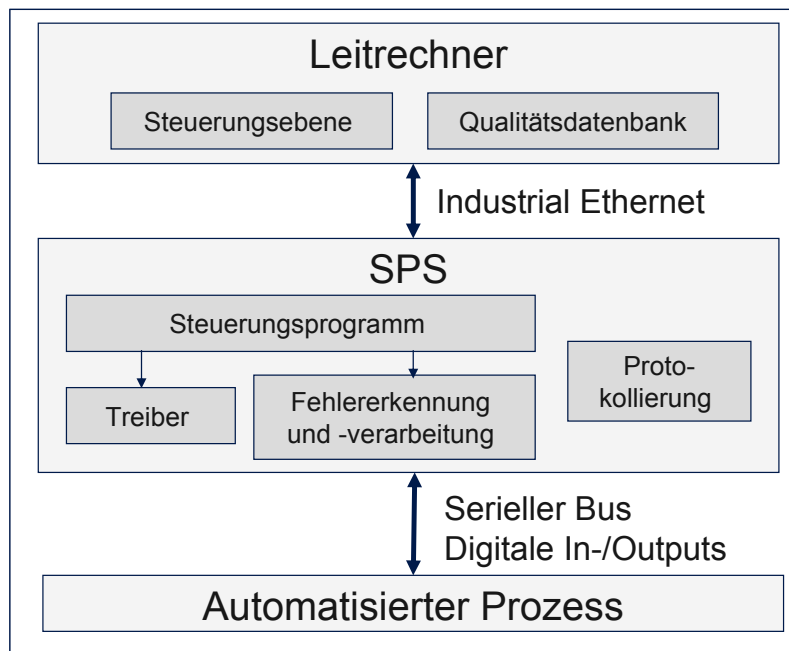 Leitrechner
Steuerungsebene
Qualitätsdatenbank
Industrial Ethernet
SPS
Steuerungsprogramm
Treiber
Fehlererkennung
und -verarbeitung
Proto-
kollierung
Serieller Bus
Digitale In-/Outputs
Automatisierter Prozess